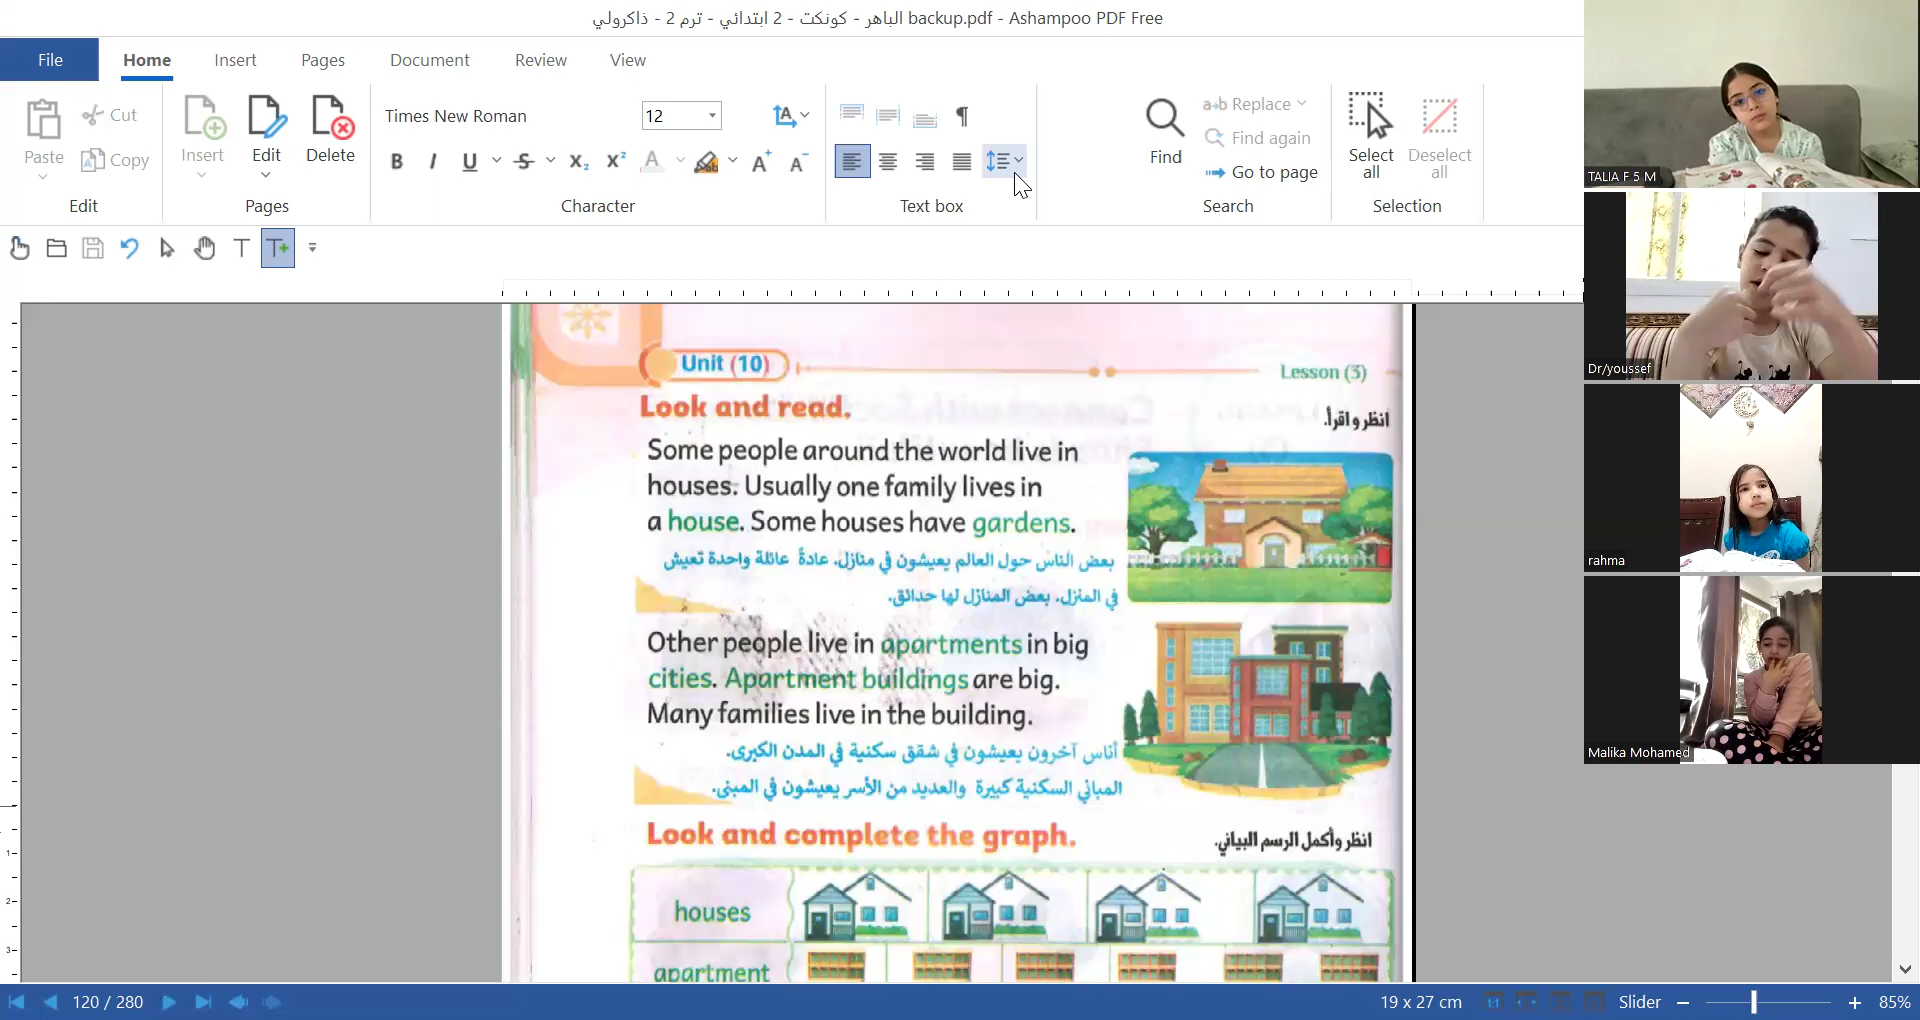 الباهر - كونكت - 2 ابتدائي - ترم 2 - ذاكرولي backup.pdf - Ashampoo PDF Free
File Home Insert Pages Document Review View
Paste Cut Copy
Edit
Insert Edit Delete
Pages
Times New Roman 12
B I U S X₂ X² A A A
Character
Text box
Find
a→b Replace
Find again
Go to page
Search
Select all
Deselect all
Selection
Unit (10)
Lesson (3)
Look and read.
انظر و اقرأ.
Some people around the world live in
houses. Usually one family lives in
a house. Some houses have gardens.
بعض الناس حول العالم يعيشون في منازل. عادةً عائلة واحدة تعيش
في المنزل. بعض المنازل لها حدائق.
Other people live in apartments in big
cities. Apartment buildings are big.
Many families live in the building.
أناس آخرون يعيشون في شقق سكنية في المدن الكبرى.
المباني السكنية كبيرة والعديد من الأسر يعيشون في المبنى.
Look and complete the graph.
انظر وأكمل الرسم البياني.
houses
apartment
TALIA F 5 M
Dr/youssef
rahma
Malika Mohamed
120 / 280
19 x 27 cm
1:1
Slider
85%